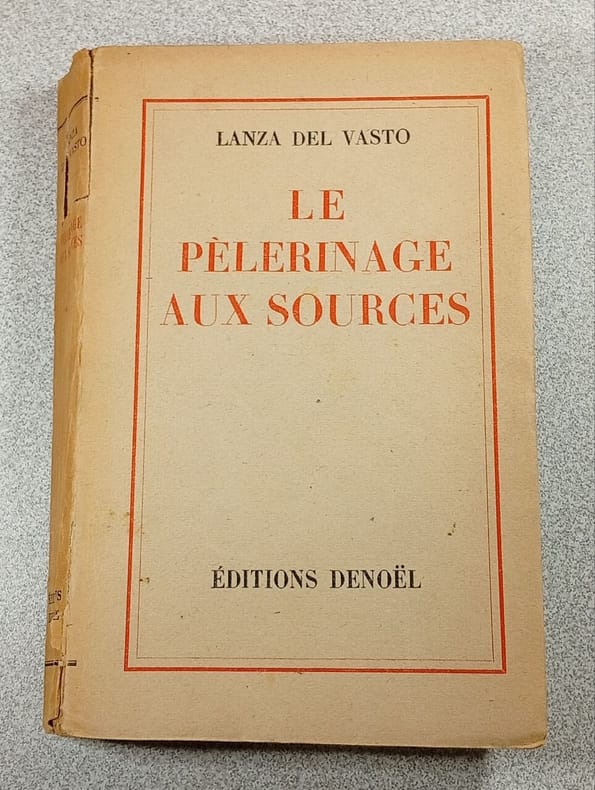 LANZA DEL VASTO
LE
PÈLERINAGE
AUX SOURCES
ÉDITIONS DENOËL